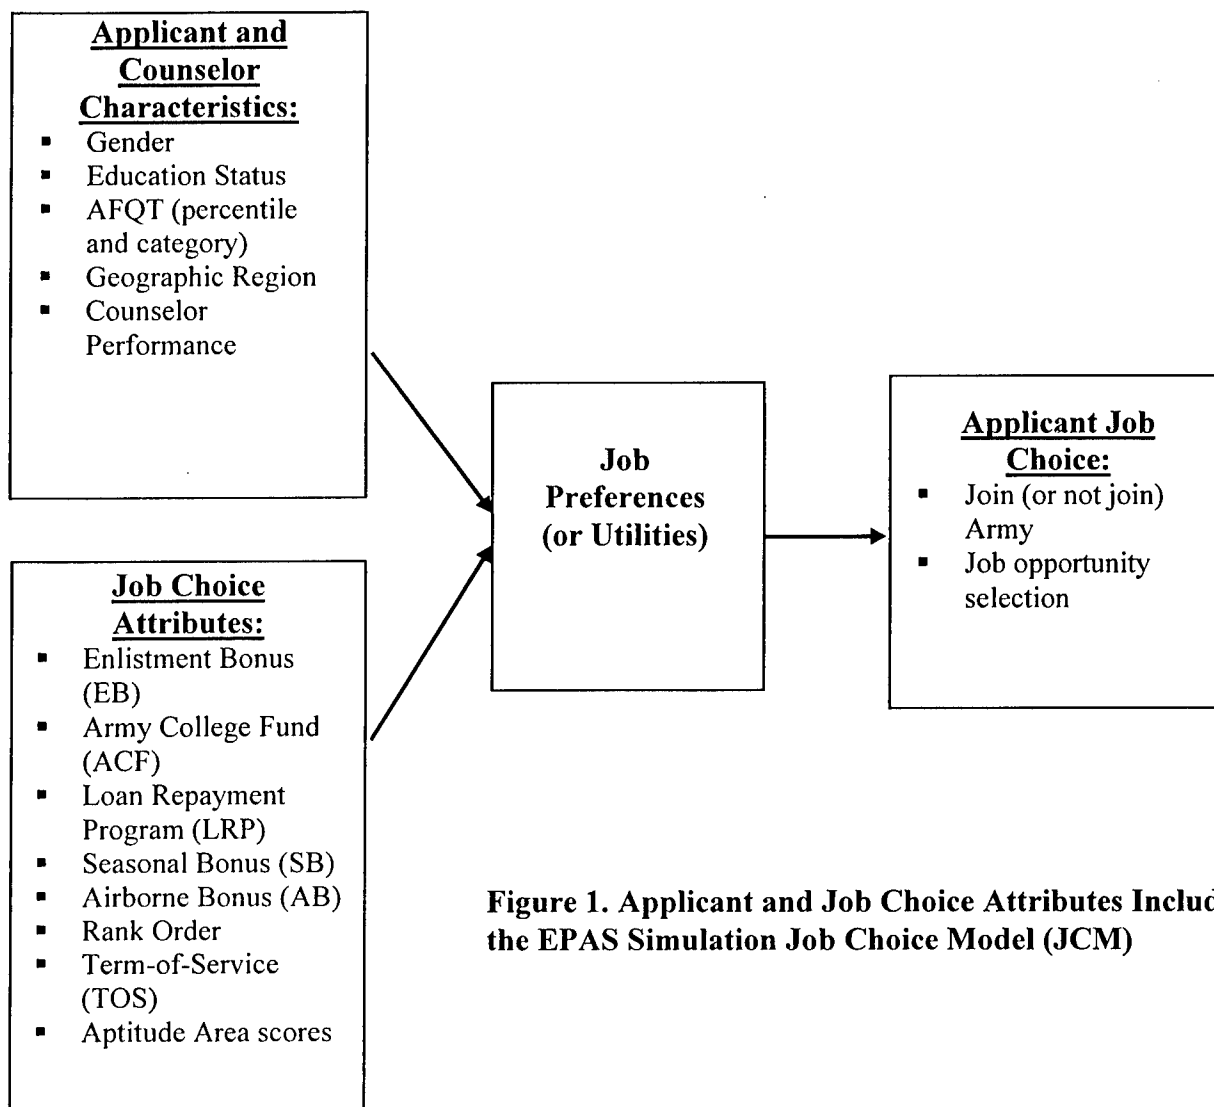 Applicant and
Counselor
Characteristics:
▪ Gender
▪ Education Status
▪ AFQT (percentile
and category)
▪ Geographic Region
▪ Counselor
Performance
Job Choice
Attributes:
▪ Enlistment Bonus
(EB)
▪ Army College Fund
(ACF)
▪ Loan Repayment
Program (LRP)
▪ Seasonal Bonus (SB)
▪ Airborne Bonus (AB)
▪ Rank Order
▪ Term-of-Service
(TOS)
▪ Aptitude Area scores
Job
Preferences
(or Utilities)
Applicant Job
Choice:
▪ Join (or not join)
Army
▪ Job opportunity
selection
Figure 1. Applicant and Job Choice Attributes Includ
the EPAS Simulation Job Choice Model (JCM)